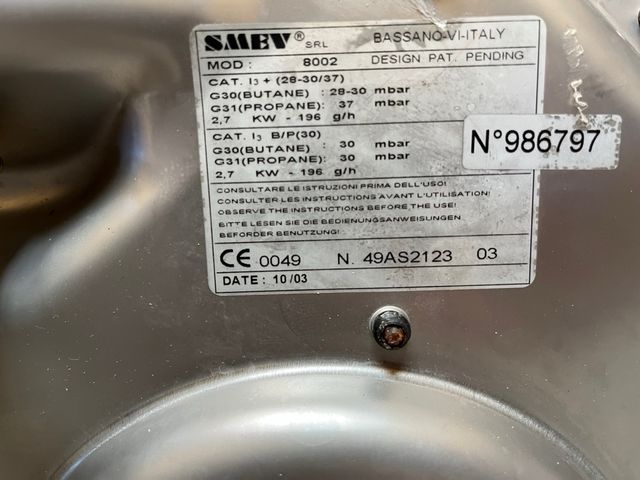 SMEV® SRL BASSANO-VI-ITALY
MOD : 8002 DESIGN PAT. PENDING
CAT. I3 + (28-30/37)
G30(BUTANE) : 28-30 mbar
G31(PROPANE) : 37 mbar
2,7 KW - 196 g/h
CAT. I3 B/P(30)
G30(BUTANE) : 30 mbar
G31(PROPANE): 30 mbar
2,7 KW - 196 g/h
N°986797
CONSULTARE LE ISTRUZIONI PRIMA DELL'USO!
CONSULTER LES INSTRUCTIONS AVANT L'UTILISATION!
OBSERVE THE INSTRUCTIONS BEFORE THE USE!
BITTE LESEN SIE DIE BEDIENUNGSANWEISUNGEN
BEFORDER BENUTZUNG!
CE 0049 N. 49AS2123 03
DATE : 10/03